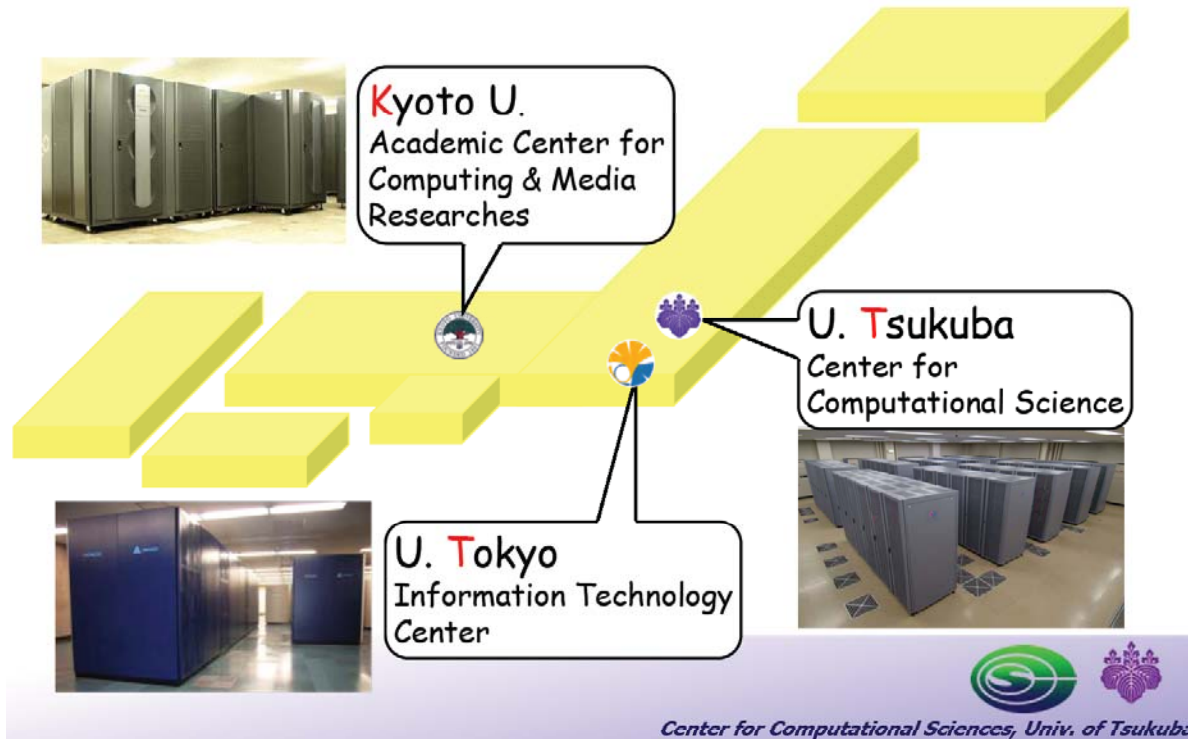 Kyoto U.
Academic Center for
Computing & Media
Researches
U. Tsukuba
Center for
Computational Science
U. Tokyo
Information Technology
Center
Center for Computational Sciences, Univ. of Tsukuba